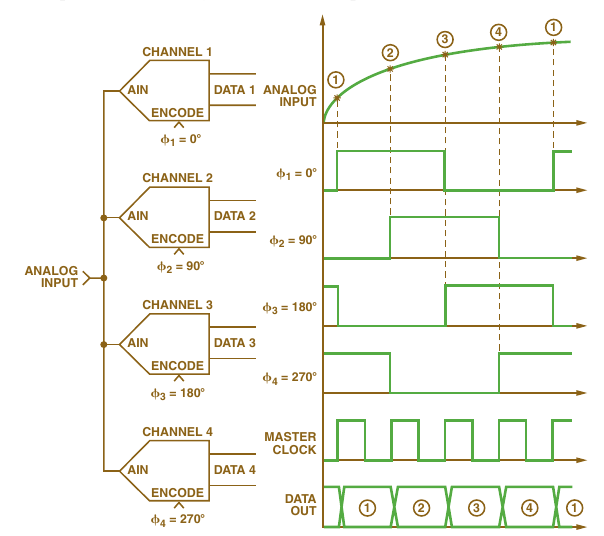 CHANNEL 1
AIN
DATA 1
ENCODE
ϕ1 = 0°
CHANNEL 2
AIN
DATA 2
ENCODE
ϕ2 = 90°
ANALOG
INPUT
CHANNEL 3
AIN
DATA 3
ENCODE
ϕ3 = 180°
CHANNEL 4
AIN
DATA 4
ENCODE
ϕ4 = 270°
1
2
3
4
1
ANALOG
INPUT
ϕ1 = 0°
ϕ2 = 90°
ϕ3 = 180°
ϕ4 = 270°
MASTER
CLOCK
DATA
OUT
1
2
3
4
1